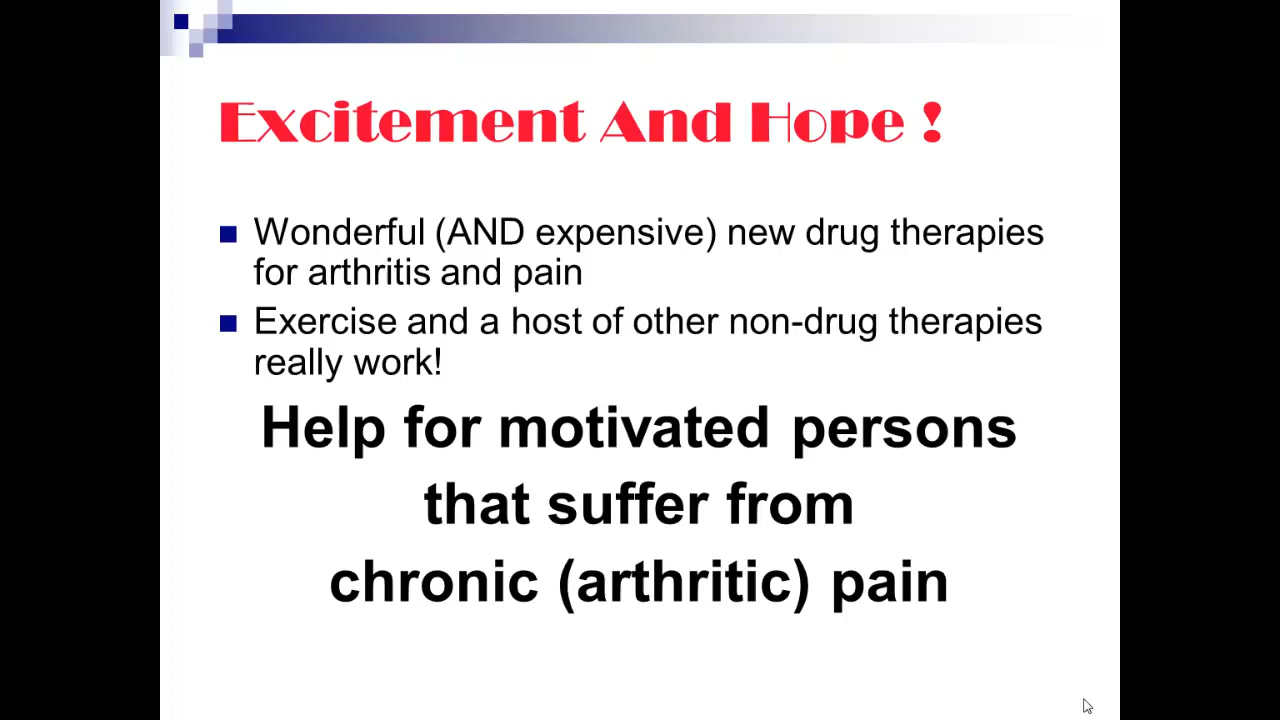 Excitement And Hope !
Wonderful (AND expensive) new drug therapies
for arthritis and pain
Exercise and a host of other non-drug therapies
really work!
Help for motivated persons
that suffer from
chronic (arthritic) pain